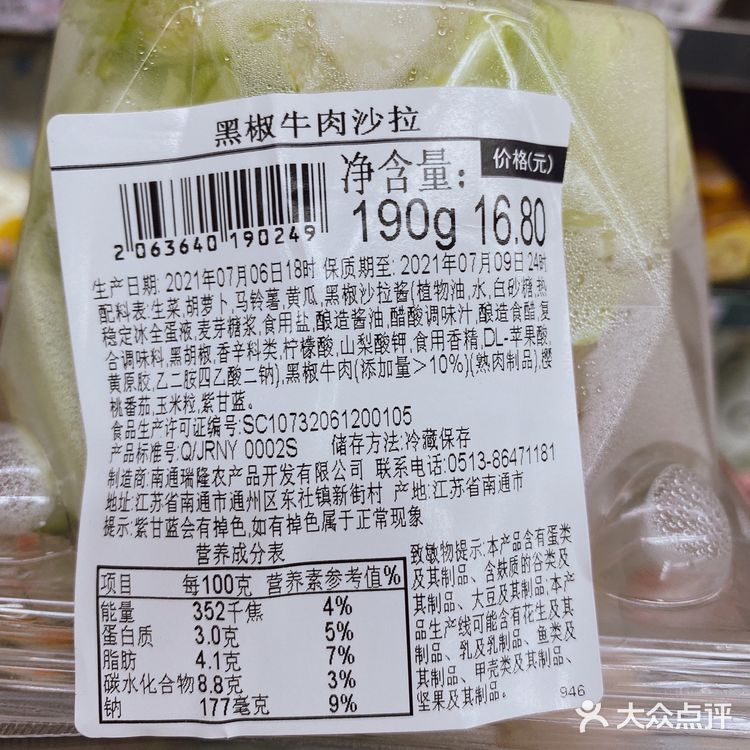 黑椒牛肉沙拉
净含量: 价格(元)
190g 16.80
2 063640 190249
生产日期: 2021年07月06日18时 保质期至: 2021年07月09日24时
配料表:生菜,胡萝卜,马铃薯,黄瓜,黑椒沙拉酱(植物油,水,白砂糖,热
稳定冰全蛋液,麦芽糖浆,食用盐,酿造酱油,醋酸调味汁,酿造食醋,复
合调味料,黑胡椒,香辛料类,柠檬酸,山梨酸钾,食用香精,DL-苹果酸,
黄原胶,乙二胺四乙酸二钠),黑椒牛肉(添加量>10%)(熟肉制品),樱
桃番茄,玉米粒,紫甘蓝.
食品生产许可证编号:SC10732061200105
产品标准号:Q/JRNY 0002S 储存方法:冷藏保存
制造商:南通瑞隆农产品开发有限公司 联系电话:0513-86471181
地址:江苏省南通市通州区东社镇新街村 产地:江苏省南通市
提示:紫甘蓝会有掉色,如有掉色属于正常现象
营养成分表
项目 每100克 营养素参考值%
能量 352千焦 4%
蛋白质 3.0克 5%
脂肪 4.1克 7%
碳水化合物 8.8克 3%
钠 177毫克 9%
致敏物提示:本产品含有蛋类
及其制品、含麸质的谷类及
其制品、大豆及其制品,本产
品生产线可能含有花生及其
制品、乳及乳制品、鱼类及
其制品、甲壳类及其制品、
坚果及其制品。
946
大众点评